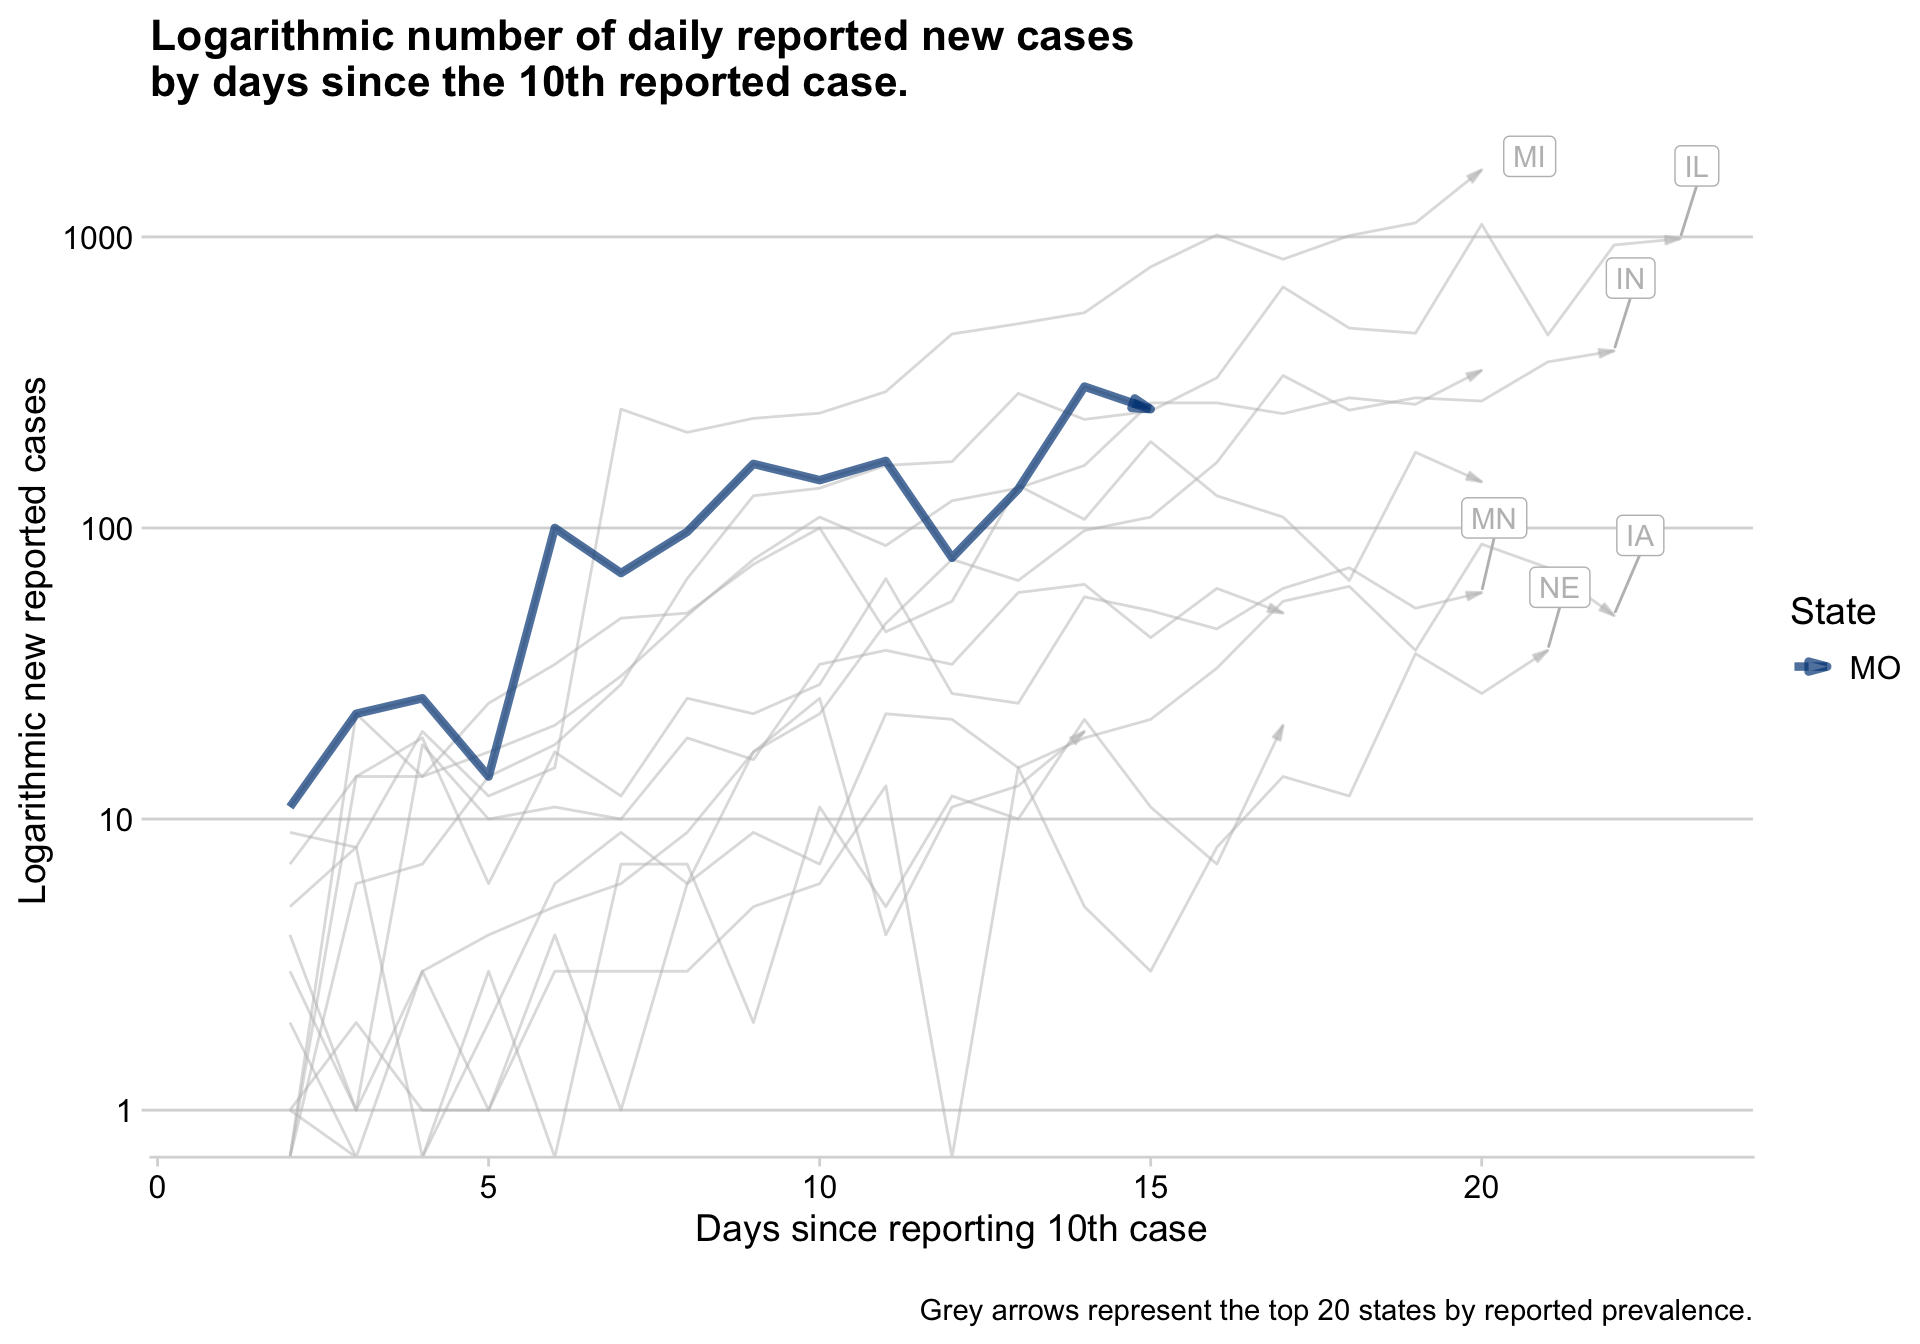 Logarithmic number of daily reported new cases
by days since the 10th reported case.
MI
IL
1000
IN
Logarithmic new reported cases
100
MN
IA
NE
State
MO
10
1
0 5 10 15 20
Days since reporting 10th case
Grey arrows represent the top 20 states by reported prevalence.